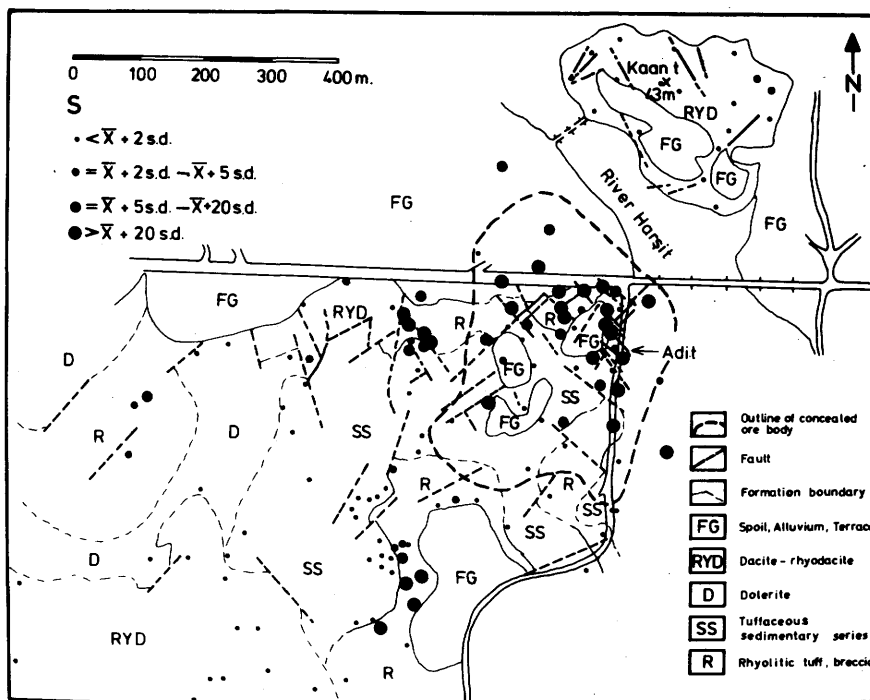 0 100 200 300 400 m.
S
• < X̄ + 2 s.d.
• = X̄ + 2 s.d. – X̄ + 5 s.d.
● = X̄ + 5 s.d. – X̄ + 20 s.d.
● > X̄ + 20 s.d.
N
Kaan t
43m
RYD
FG
FG
FG
River Harşit
FG
FG
RYD
R
R
FG
FG
Adit
D
SS
R
D
SS
FG
R
R
SS
SS
D
SS
FG
RYD
R
Outline of concealed
ore body
Fault
Formation boundary
FG Spoil, Alluvium, Terrac
RYD Dacite - rhyodacite
D Dolerite
SS Tuffaceous
sedimentary series
R Rhyolitic tuff, breccia